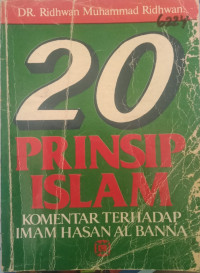 DR. Ridhwan Muhammad Ridhwan
20
PRINSIP
ISLAM
KOMENTAR TERHADAP
IMAM HASAN AL BANNA